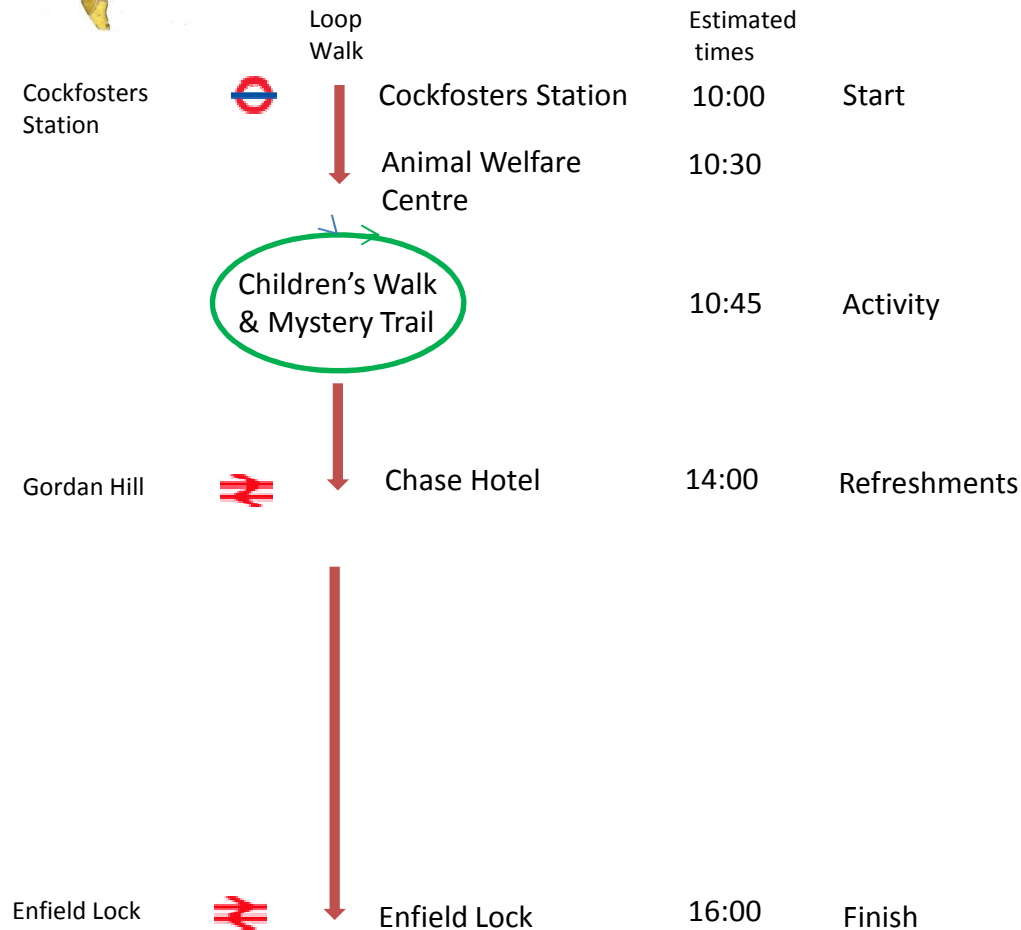 Loop
Walk
Estimated
times
Cockfosters
Station
Cockfosters Station
10:00
Start
Animal Welfare
Centre
10:30
Children’s Walk
& Mystery Trail
10:45
Activity
Gordan Hill
Chase Hotel
14:00
Refreshments
Enfield Lock
Enfield Lock
16:00
Finish